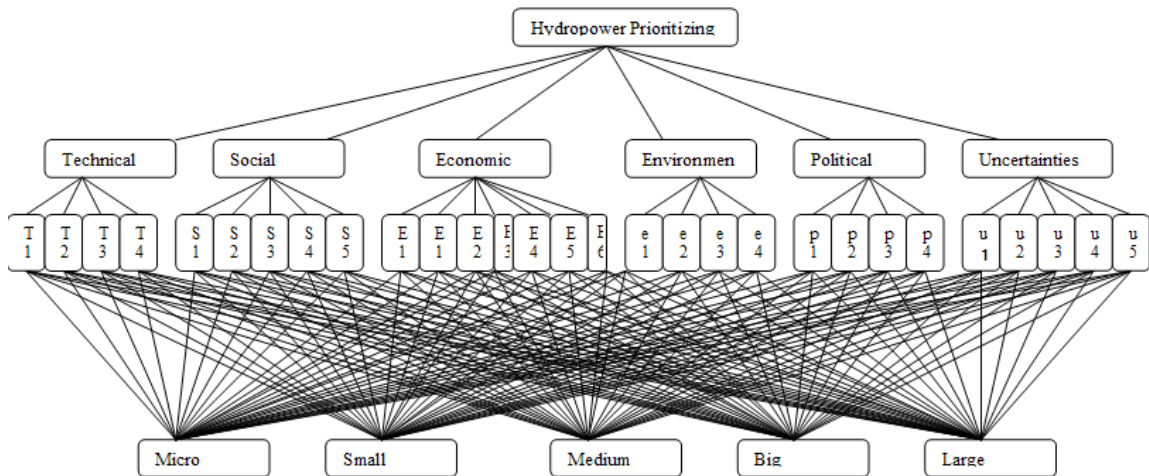 Hydropower Prioritizing
Technical Social Economic Environmen Political Uncertainties
T T T T S S S S S E E E E E E E e e e e p p p p u u u u u
1 2 3 4 1 2 3 4 5 1 1 2 3 4 5 6 1 2 3 4 1 2 3 4 1 2 3 4 5
Micro Small Medium Big Large